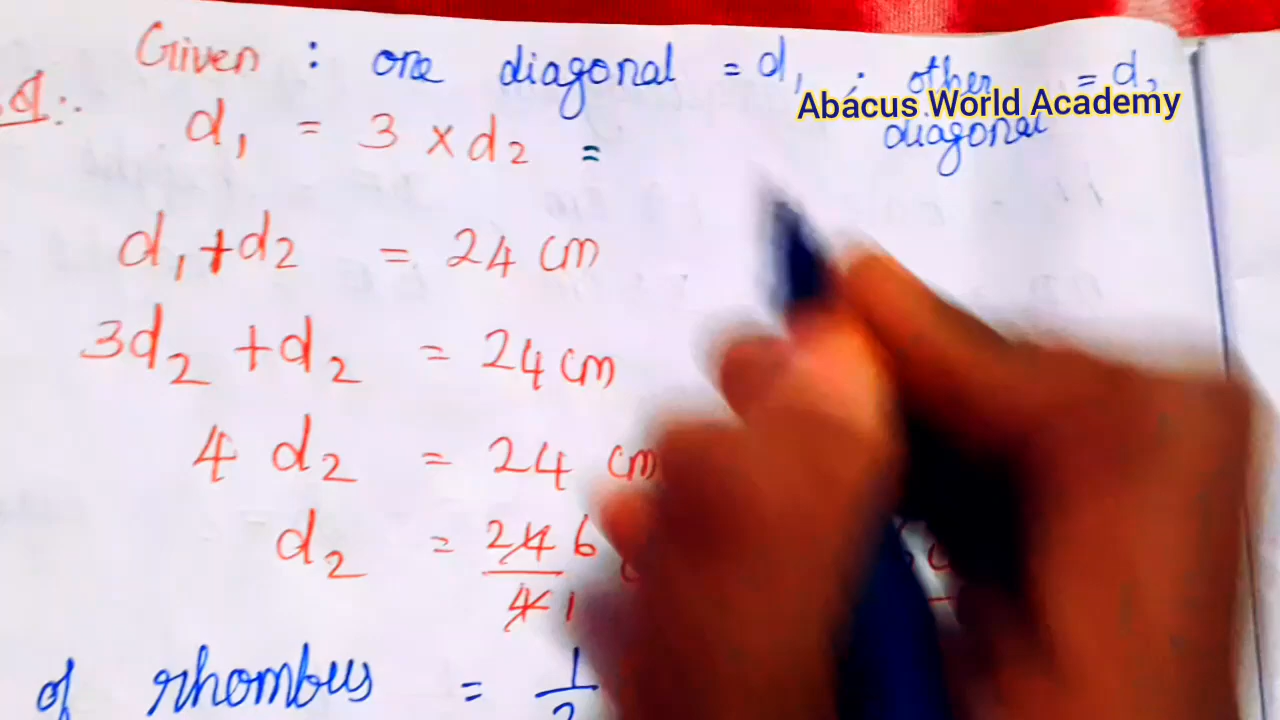 Given : one diagonal = d₁ ; other diagonal = d₂
Abacus World Academy
d₁ = 3 × d₂ =
d₁ + d₂ = 24 cm
3d₂ + d₂ = 24 cm
4 d₂ = 24 cm
d₂ = 24 6
4 1
of rhombus = 1
2